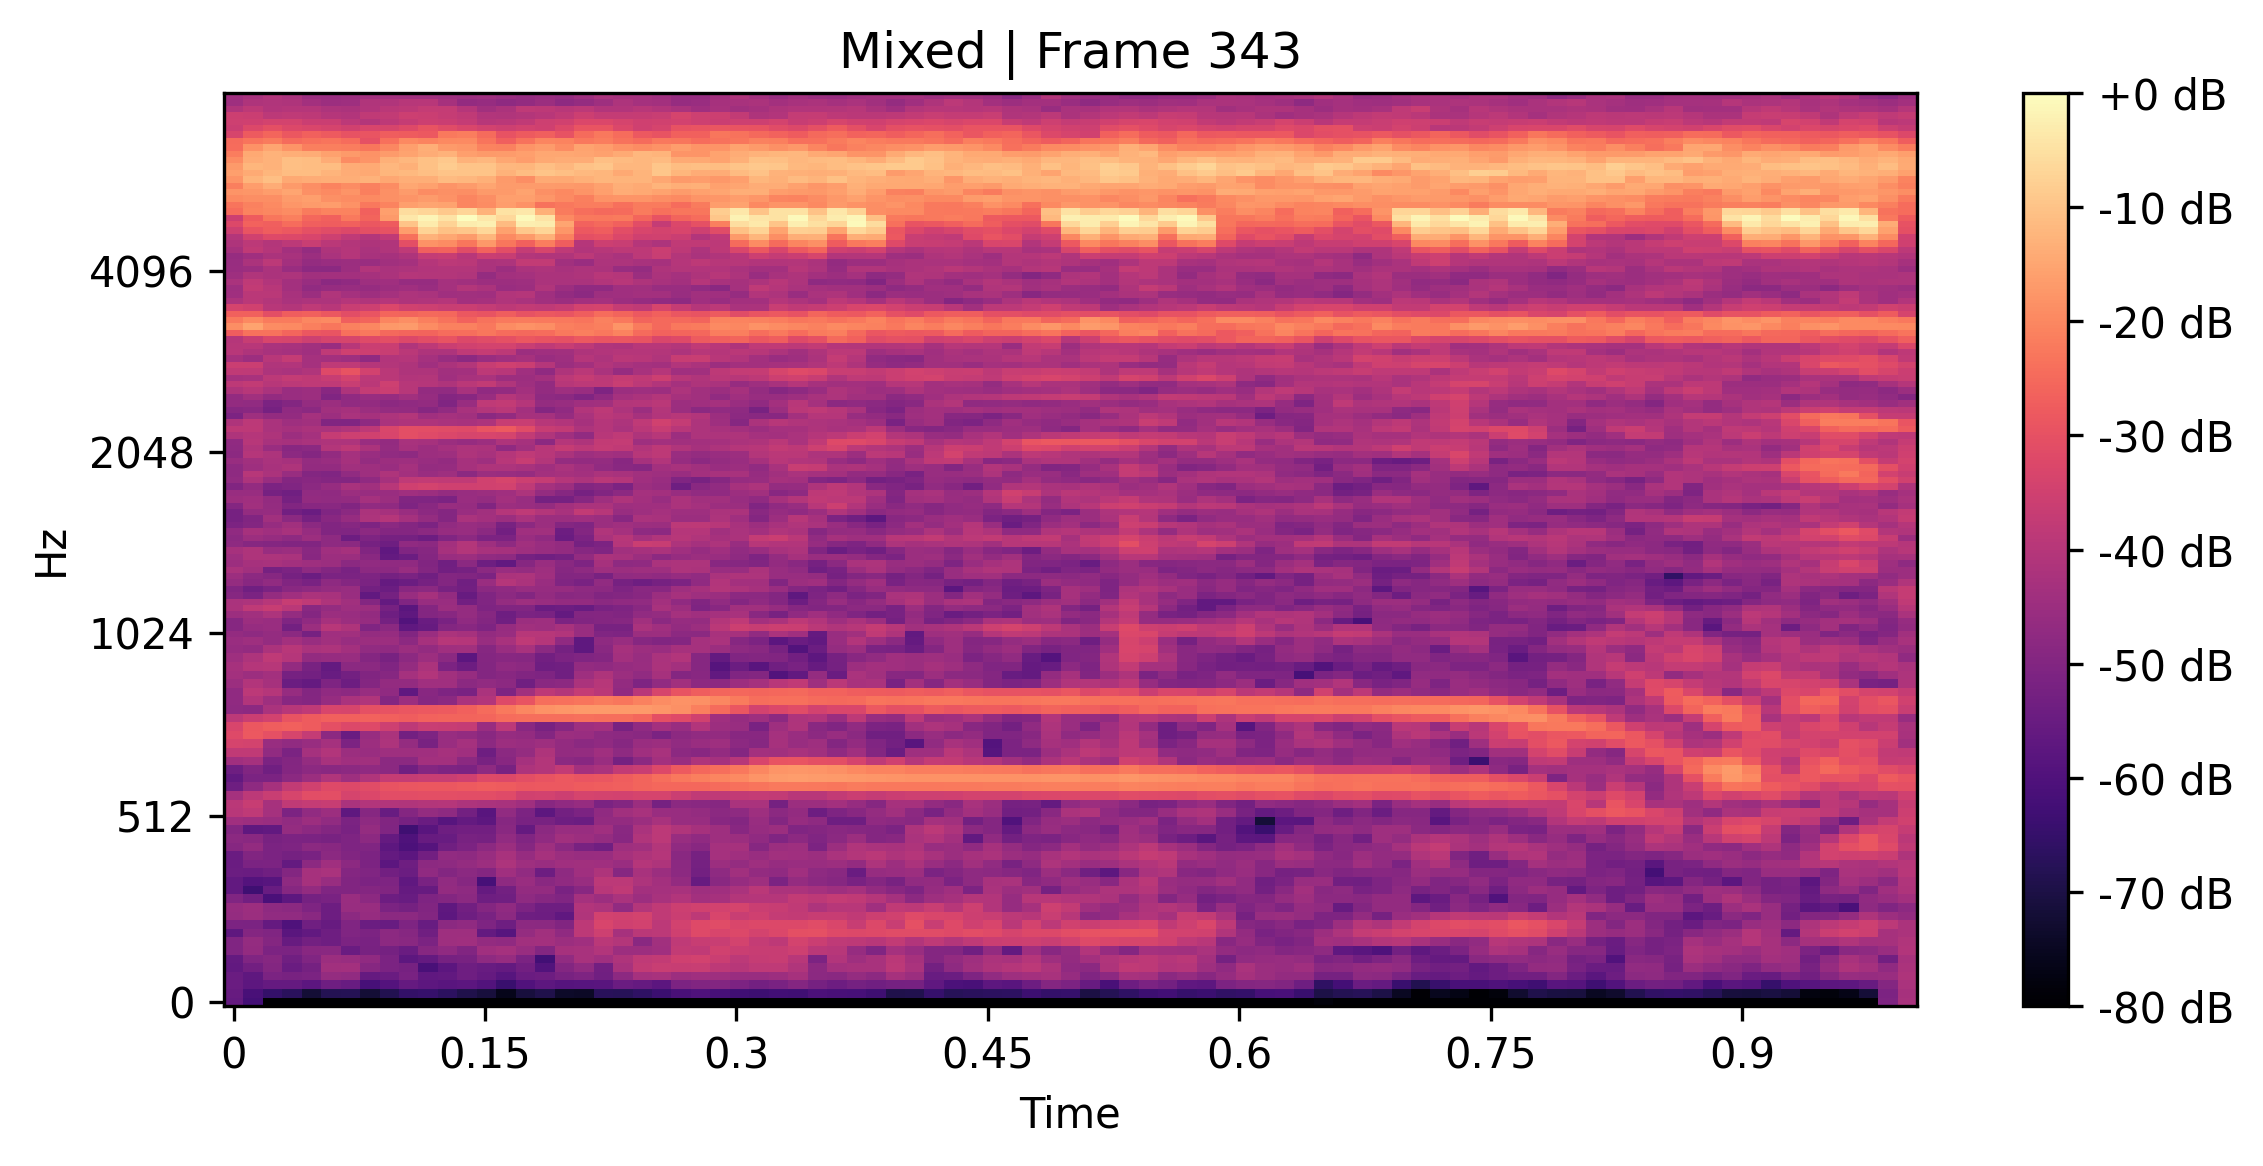 Mixed | Frame 343
+0 dB
-10 dB
-20 dB
-30 dB
-40 dB
-50 dB
-60 dB
-70 dB
-80 dB
Hz
4096
2048
1024
512
0
0 0.15 0.3 0.45 0.6 0.75 0.9
Time